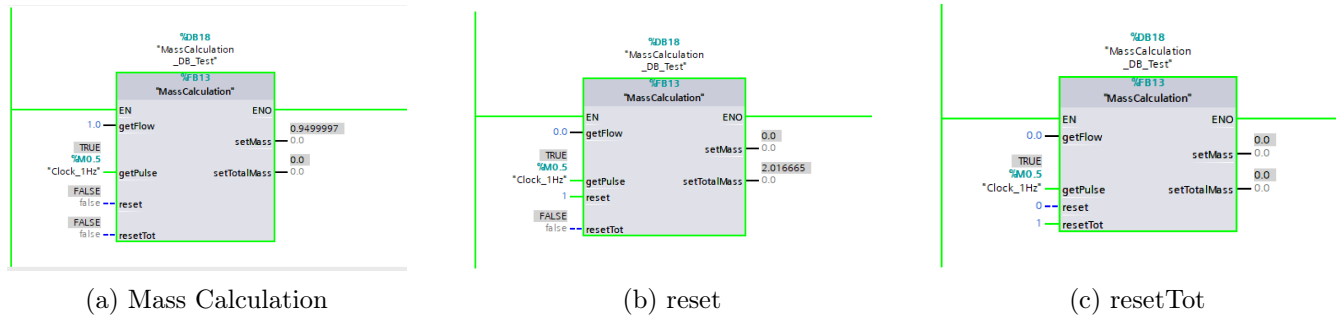 %DB18
"MassCalculation
_DB_Test"
%FB13
"MassCalculation"
EN ENO
1.0 getFlow
0.9499997
setMass 0.0
TRUE
%M0.5
"Clock_1Hz" getPulse
0.0
setTotalMass 0.0
FALSE
false reset
FALSE
false resetTot
(a) Mass Calculation
%DB18
"MassCalculation
_DB_Test"
%FB13
"MassCalculation"
EN ENO
0.0 getFlow
0.0
setMass 0.0
TRUE
%M0.5
"Clock_1Hz" getPulse
2.016665
setTotalMass 0.0
1 reset
FALSE
false resetTot
(b) reset
%DB18
"MassCalculation
_DB_Test"
%FB13
"MassCalculation"
EN ENO
0.0 getFlow
0.0
setMass 0.0
TRUE
%M0.5
"Clock_1Hz" getPulse
0.0
setTotalMass 0.0
0 reset
1 resetTot
(c) resetTot